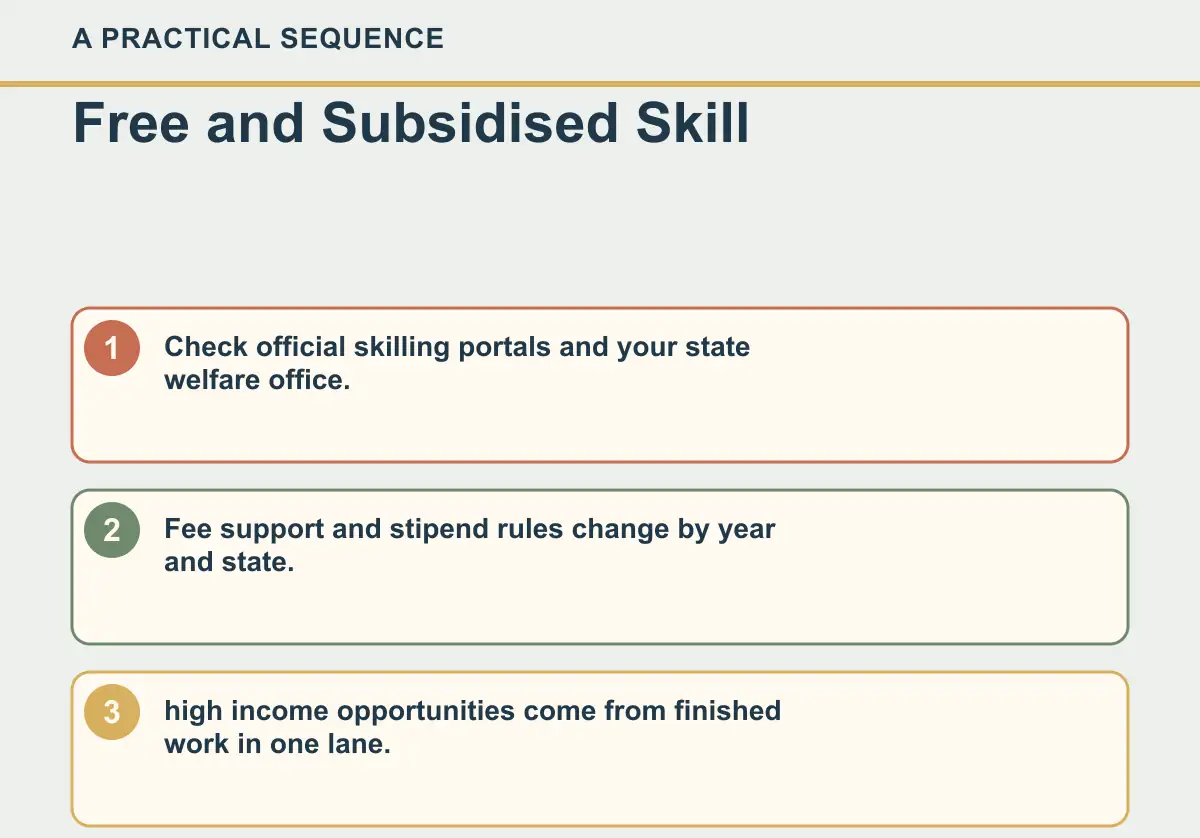 A PRACTICAL SEQUENCE
Free and Subsidised Skill
1
Check official skilling portals and your state
welfare office.
2
Fee support and stipend rules change by year
and state.
3
high income opportunities come from finished
work in one lane.